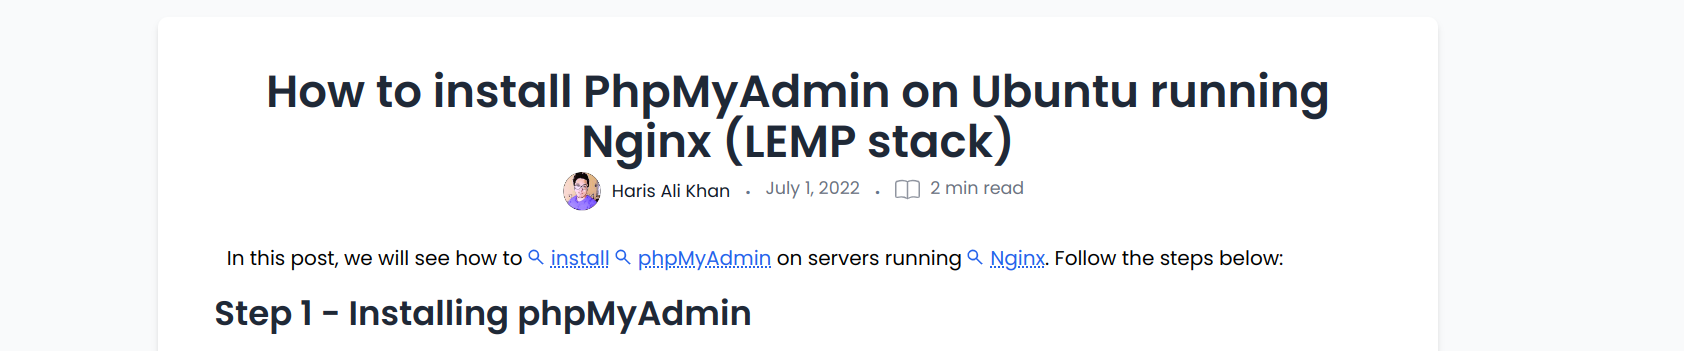 How to install PhpMyAdmin on Ubuntu running
Nginx (LEMP stack)
Haris Ali Khan • July 1, 2022 • 2 min read
In this post, we will see how to install phpMyAdmin on servers running Nginx. Follow the steps below:
Step 1 - Installing phpMyAdmin